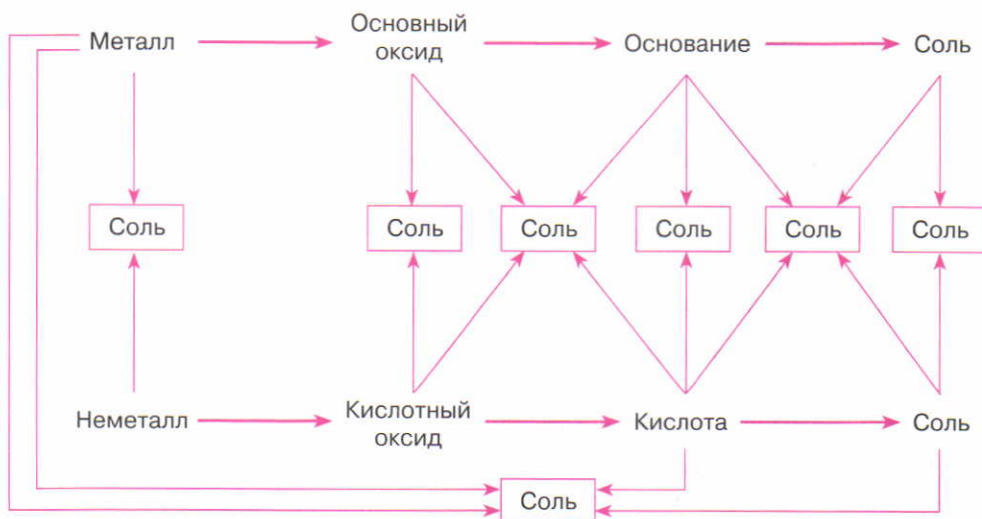 Металл
Основный
оксид
Основание
Соль
Соль
Соль
Соль
Соль
Соль
Соль
Неметалл
Кислотный
оксид
Кислота
Соль
Соль